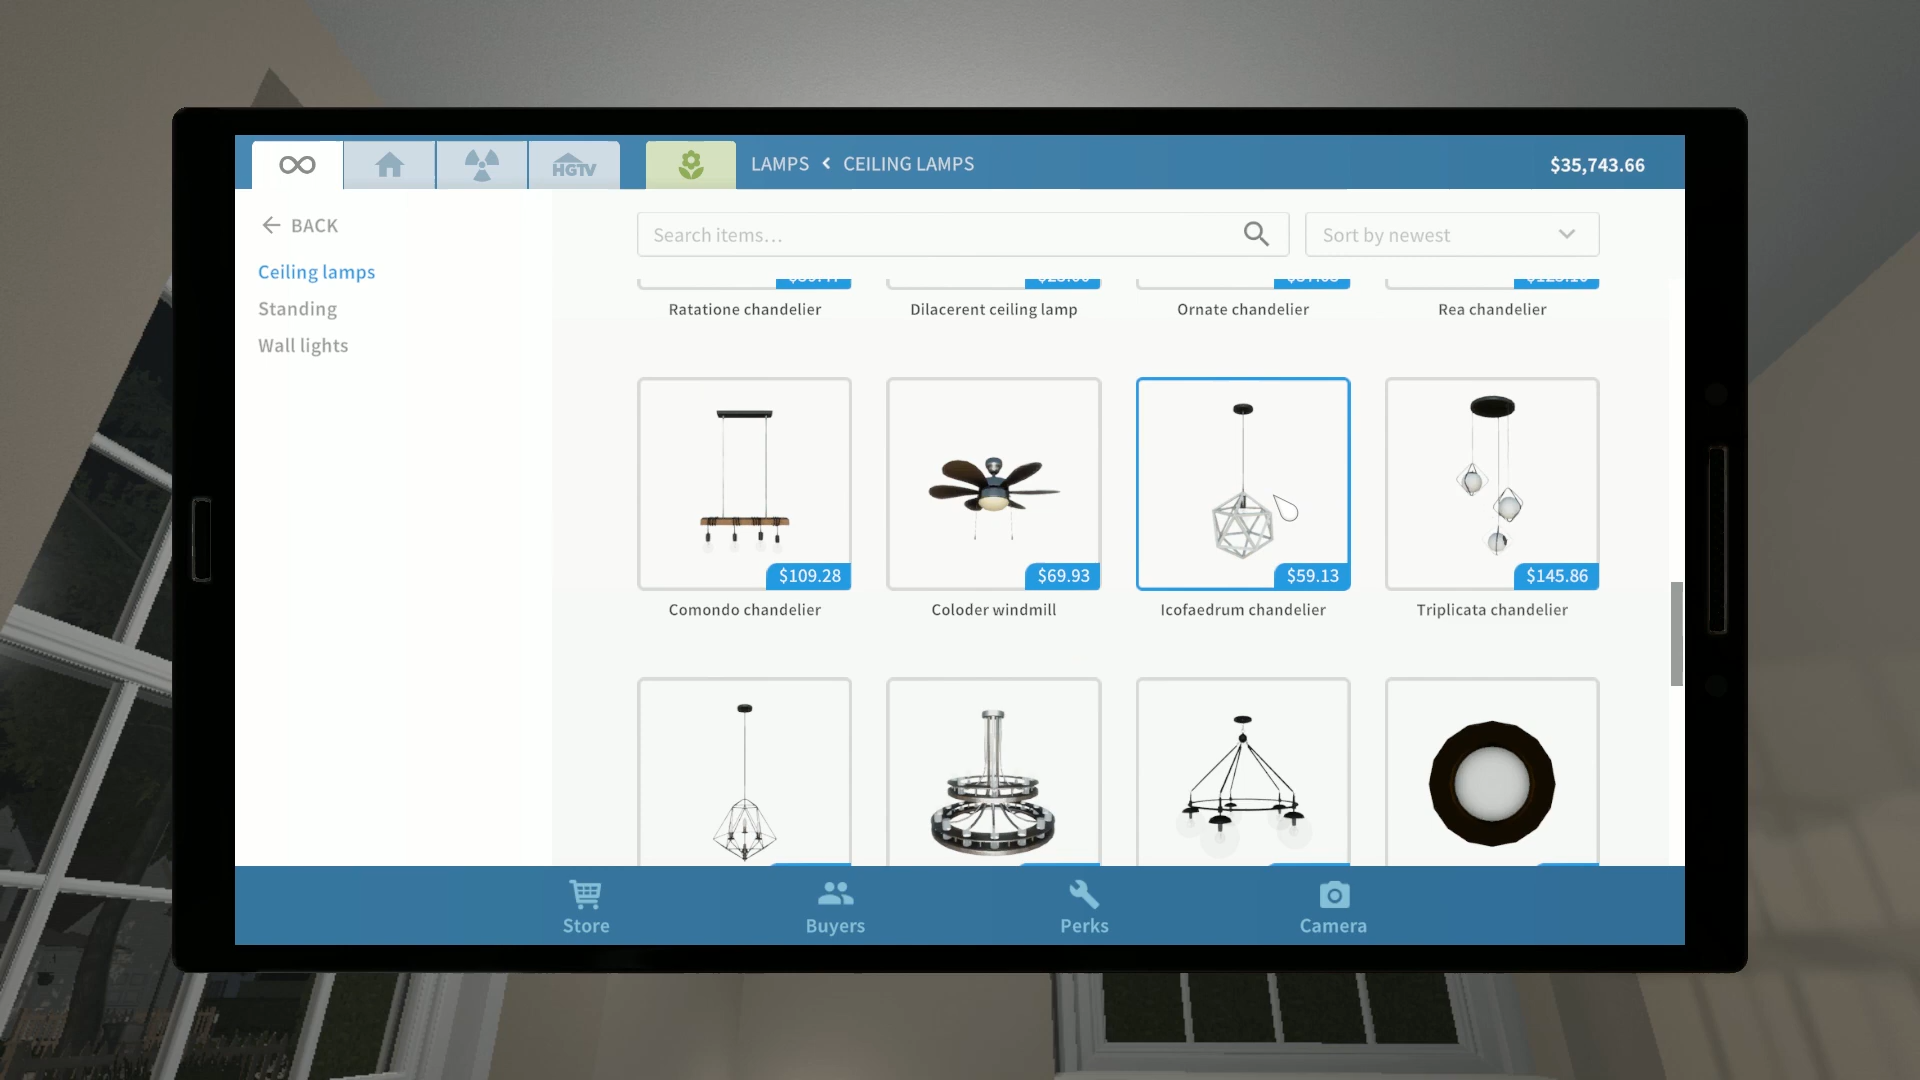 HGTV
LAMPS < CEILING LAMPS
$35,743.66
BACK
Search items...
Sort by newest
Ceiling lamps
Standing
Wall lights
Ratatione chandelier
Dilacerent ceiling lamp
Ornate chandelier
Rea chandelier
$109.28
$69.93
$59.13
$145.86
Comondo chandelier
Coloder windmill
Icofaedrum chandelier
Triplicata chandelier
Store
Buyers
Perks
Camera